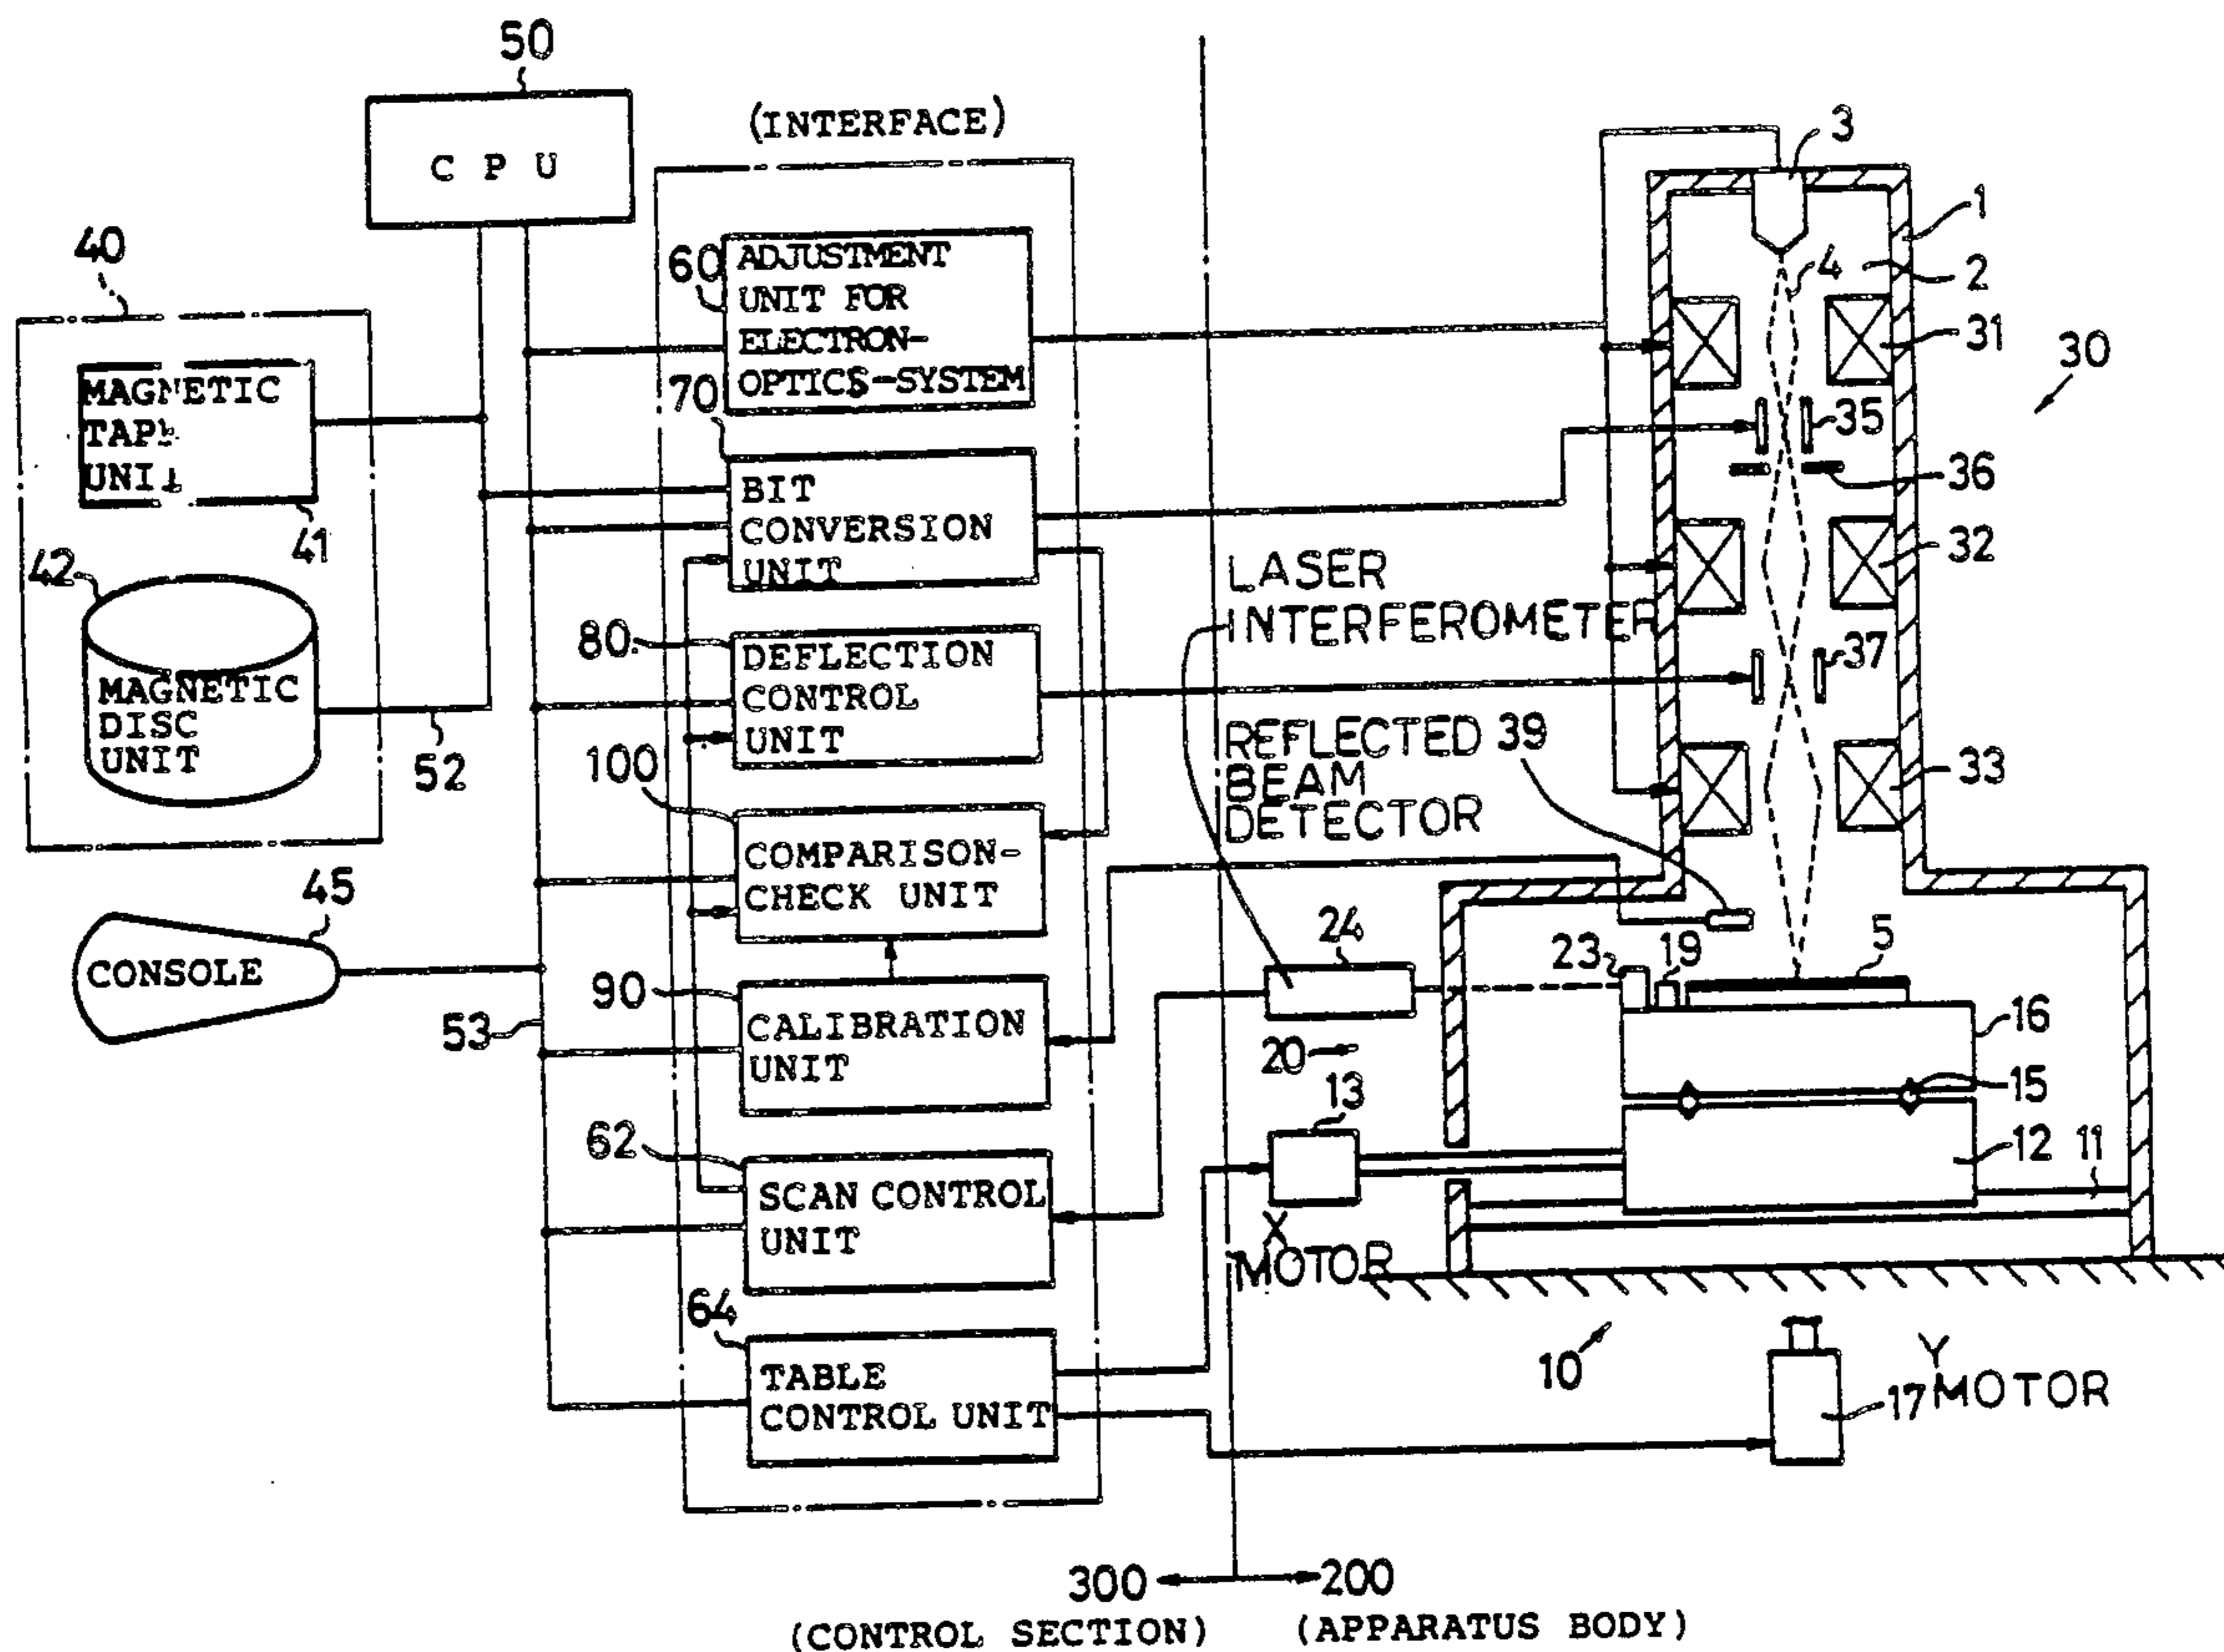 50
CPU
(INTERFACE)
40
MAGNETIC
TAPE
UNIT
41
42
MAGNETIC
DISC
UNIT
52
45
CONSOLE
53
60
ADJUSTMENT
UNIT FOR
ELECTRON-
OPTICS-SYSTEM
70
BIT
CONVERSION
UNIT
80
DEFLECTION
CONTROL
UNIT
100
COMPARISON-
CHECK UNIT
90
CALIBRATION
UNIT
62
SCAN CONTROL
UNIT
64
TABLE
CONTROL UNIT
3
1
4
2
31
30
35
36
32
LASER
INTERFEROMETER
37
REFLECTED
BEAM
DETECTOR
39
33
24
23
19
5
16
20
15
13
12
11
X
MOTOR
10
Y
MOTOR
17
300
200
(CONTROL SECTION)
(APPARATUS BODY)